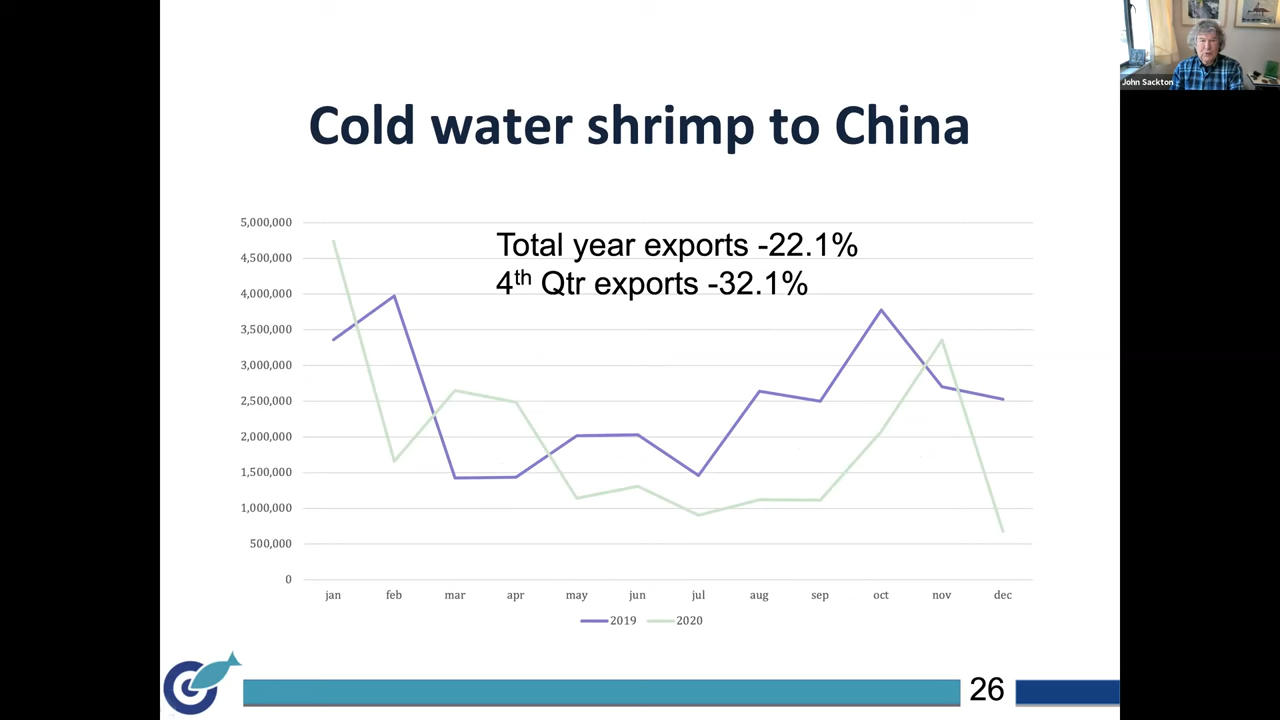 John Sackton
Cold water shrimp to China
Total year exports -22.1%
4th Qtr exports -32.1%
5,000,000
4,500,000
4,000,000
3,500,000
3,000,000
2,500,000
2,000,000
1,500,000
1,000,000
500,000
0
jan feb mar apr may jun jul aug sep oct nov dec
2019 2020
26